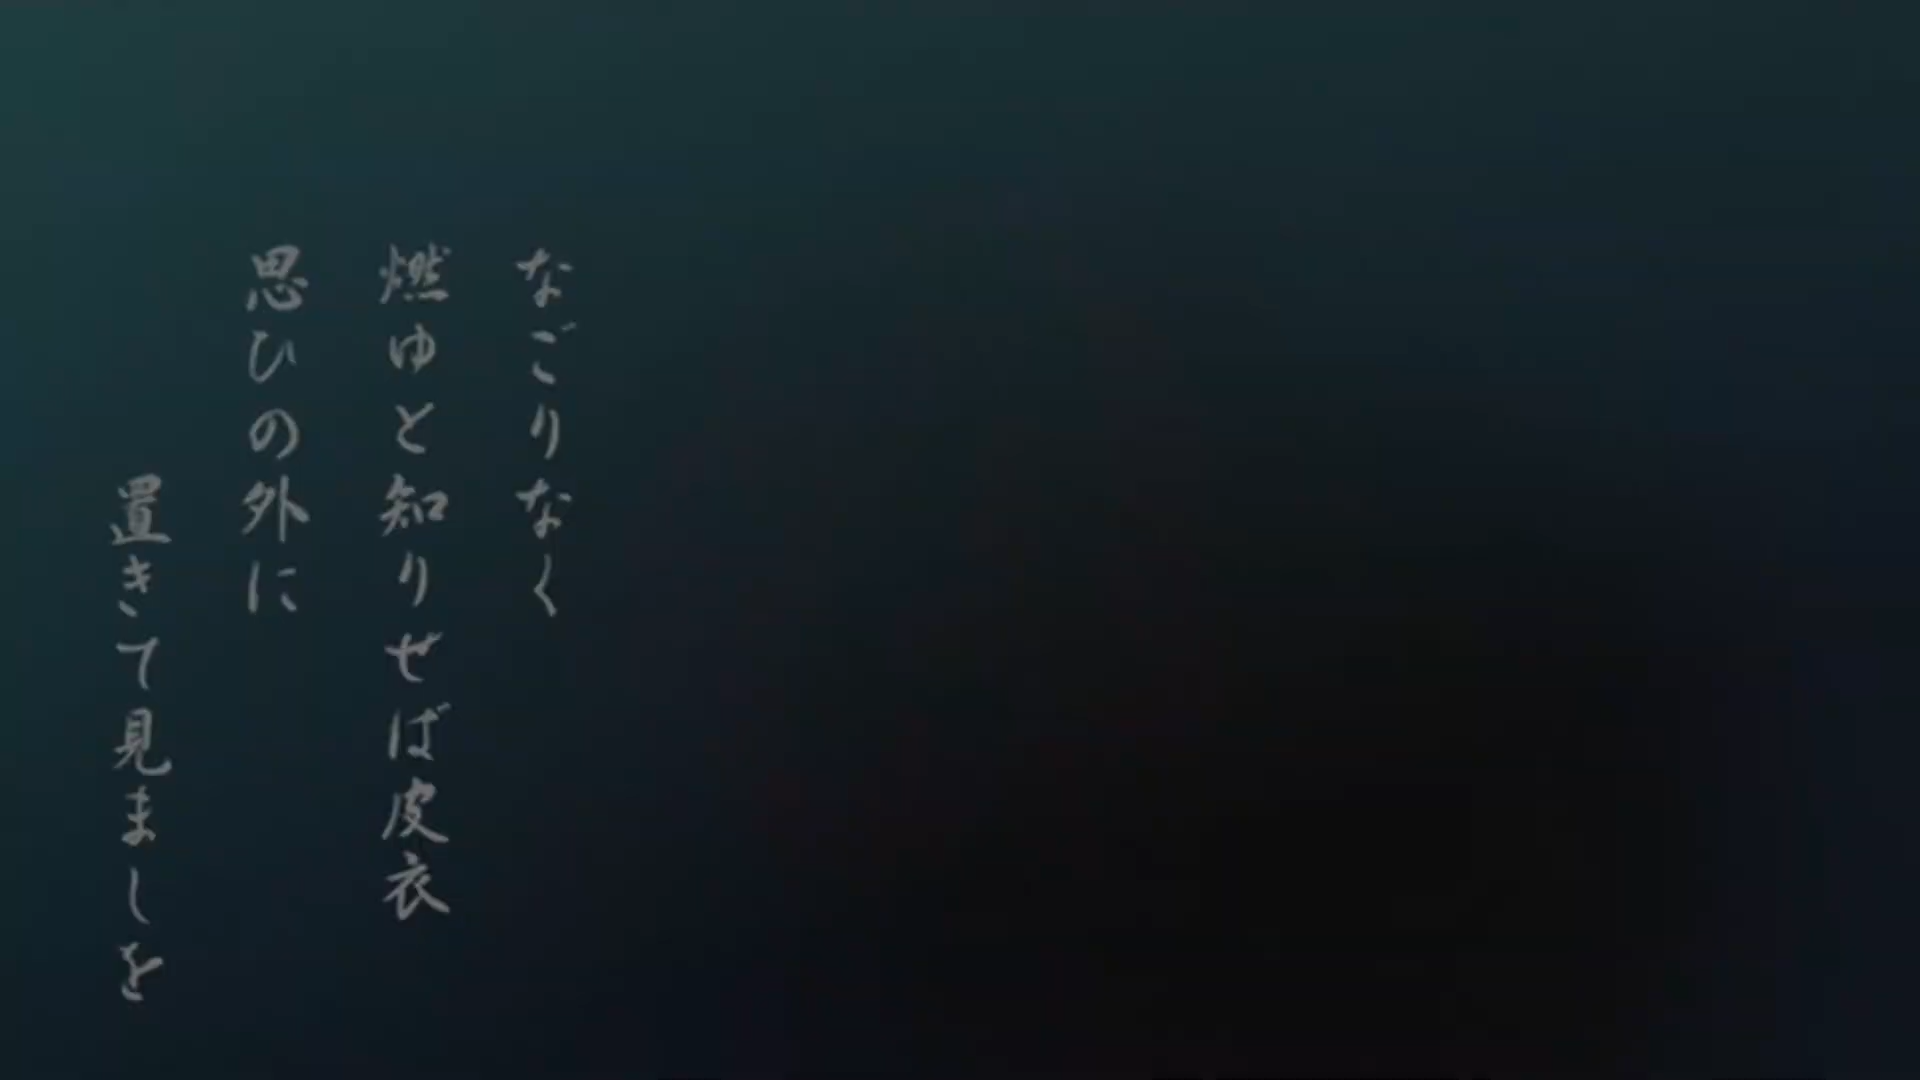 なごりなく
燃ゆと知りせば皮衣
思ひの外に
置きて見ましを